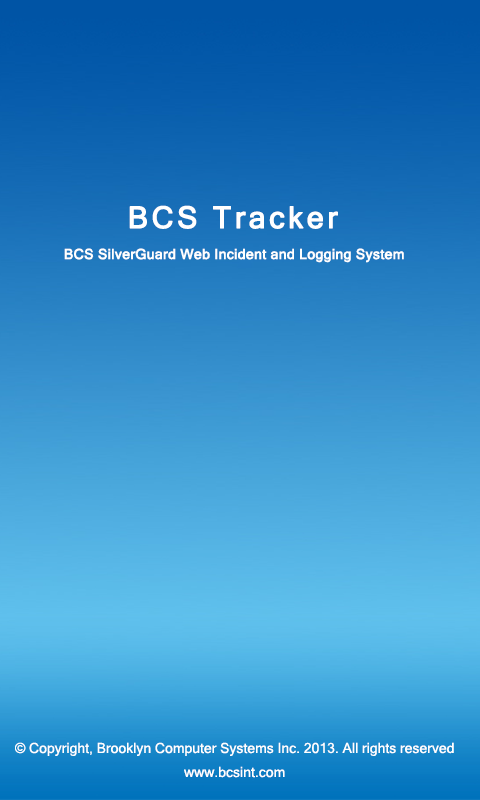 BCS Tracker
BCS SilverGuard Web Incident and Logging System
© Copyright, Brooklyn Computer Systems Inc. 2013. All rights reserved
www.bcsint.com